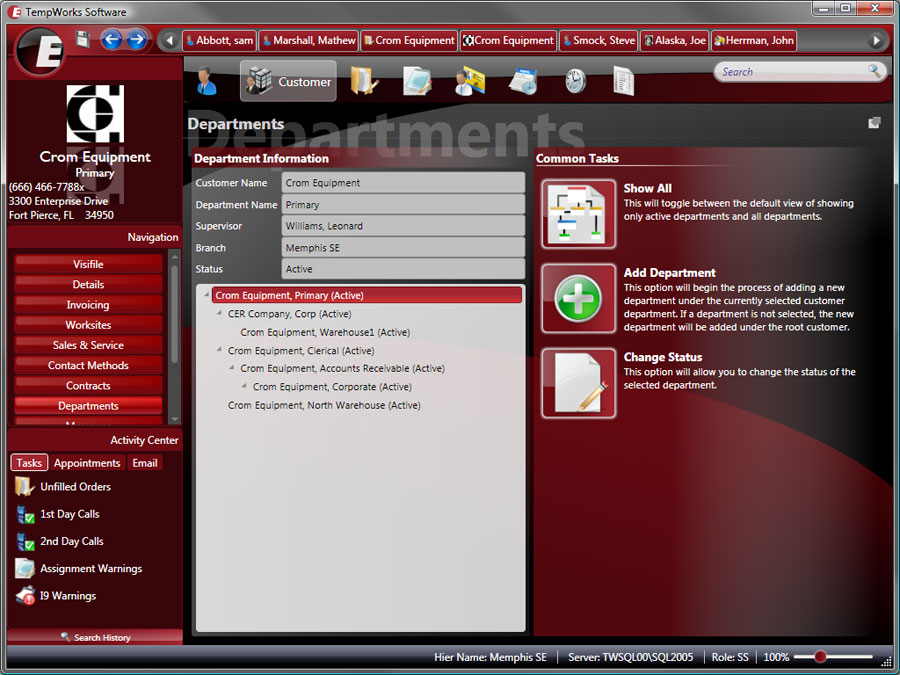 TempWorks Software
E
Abbott, sam
Marshall, Mathew
Crom Equipment
Crom Equipment
Smock, Steve
Alaska, Joe
Herrman, John
Customer
Search
Crom Equipment
Primary
(666) 466-7788x
3300 Enterprise Drive
Fort Pierce, FL 34950
Navigation
Visifile
Details
Invoicing
Worksites
Sales & Service
Contact Methods
Contracts
Departments
Activity Center
Tasks Appointments Email
Unfilled Orders
1st Day Calls
2nd Day Calls
Assignment Warnings
I9 Warnings
Search History
Departments
Departments
Department Information
Customer Name Crom Equipment
Department Name Primary
Supervisor Williams, Leonard
Branch Memphis SE
Status Active
Crom Equipment, Primary (Active)
CER Company, Corp (Active)
Crom Equipment, Warehouse1 (Active)
Crom Equipment, Clerical (Active)
Crom Equipment, Accounts Receivable (Active)
Crom Equipment, Corporate (Active)
Crom Equipment, North Warehouse (Active)
Common Tasks
Show All
This will toggle between the default view of showing
only active departments and all departments.
Add Department
This option will begin the process of adding a new
department under the currently selected customer
department. If a department is not selected, the new
department will be added under the root customer.
Change Status
This option will allow you to change the status of the
selected department.
Hier Name: Memphis SE
Server: TWSQL00\SQL2005
Role: SS
100%